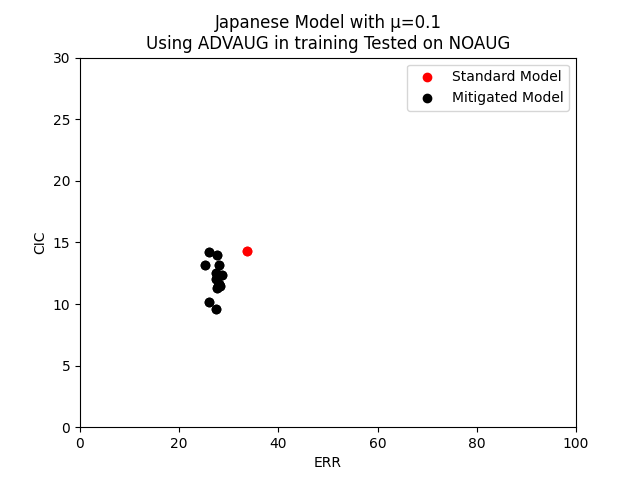 Japanese Model with μ=0.1
Using ADVAUG in training Tested on NOAUG
Standard Model
Mitigated Model
30
25
20
15
10
5
0
CIC
0 20 40 60 80 100
ERR